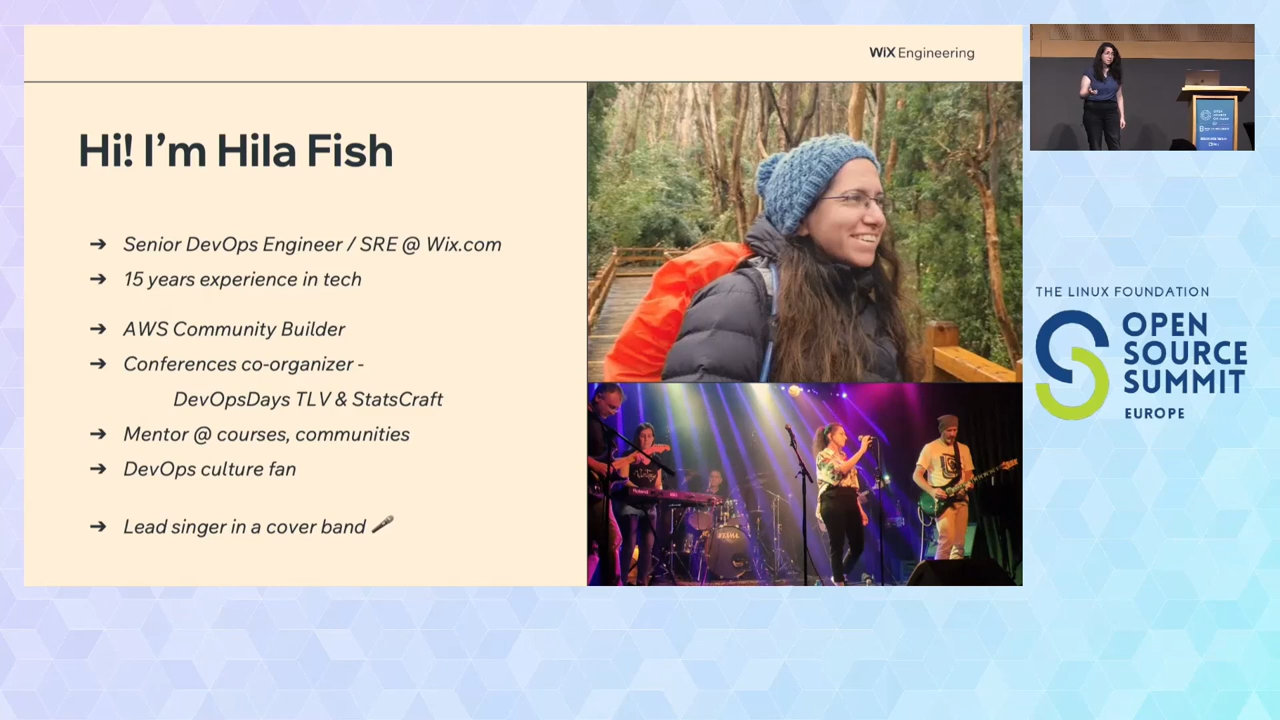 WiX Engineering
Hi! I'm Hila Fish
➔ Senior DevOps Engineer / SRE @ Wix.com
➔ 15 years experience in tech
➔ AWS Community Builder
➔ Conferences co-organizer -
DevOpsDays TLV & StatsCraft
➔ Mentor @ courses, communities
➔ DevOps culture fan
➔ Lead singer in a cover band 🎤
THE LINUX FOUNDATION
OPEN
SOURCE
SUMMIT
EUROPE